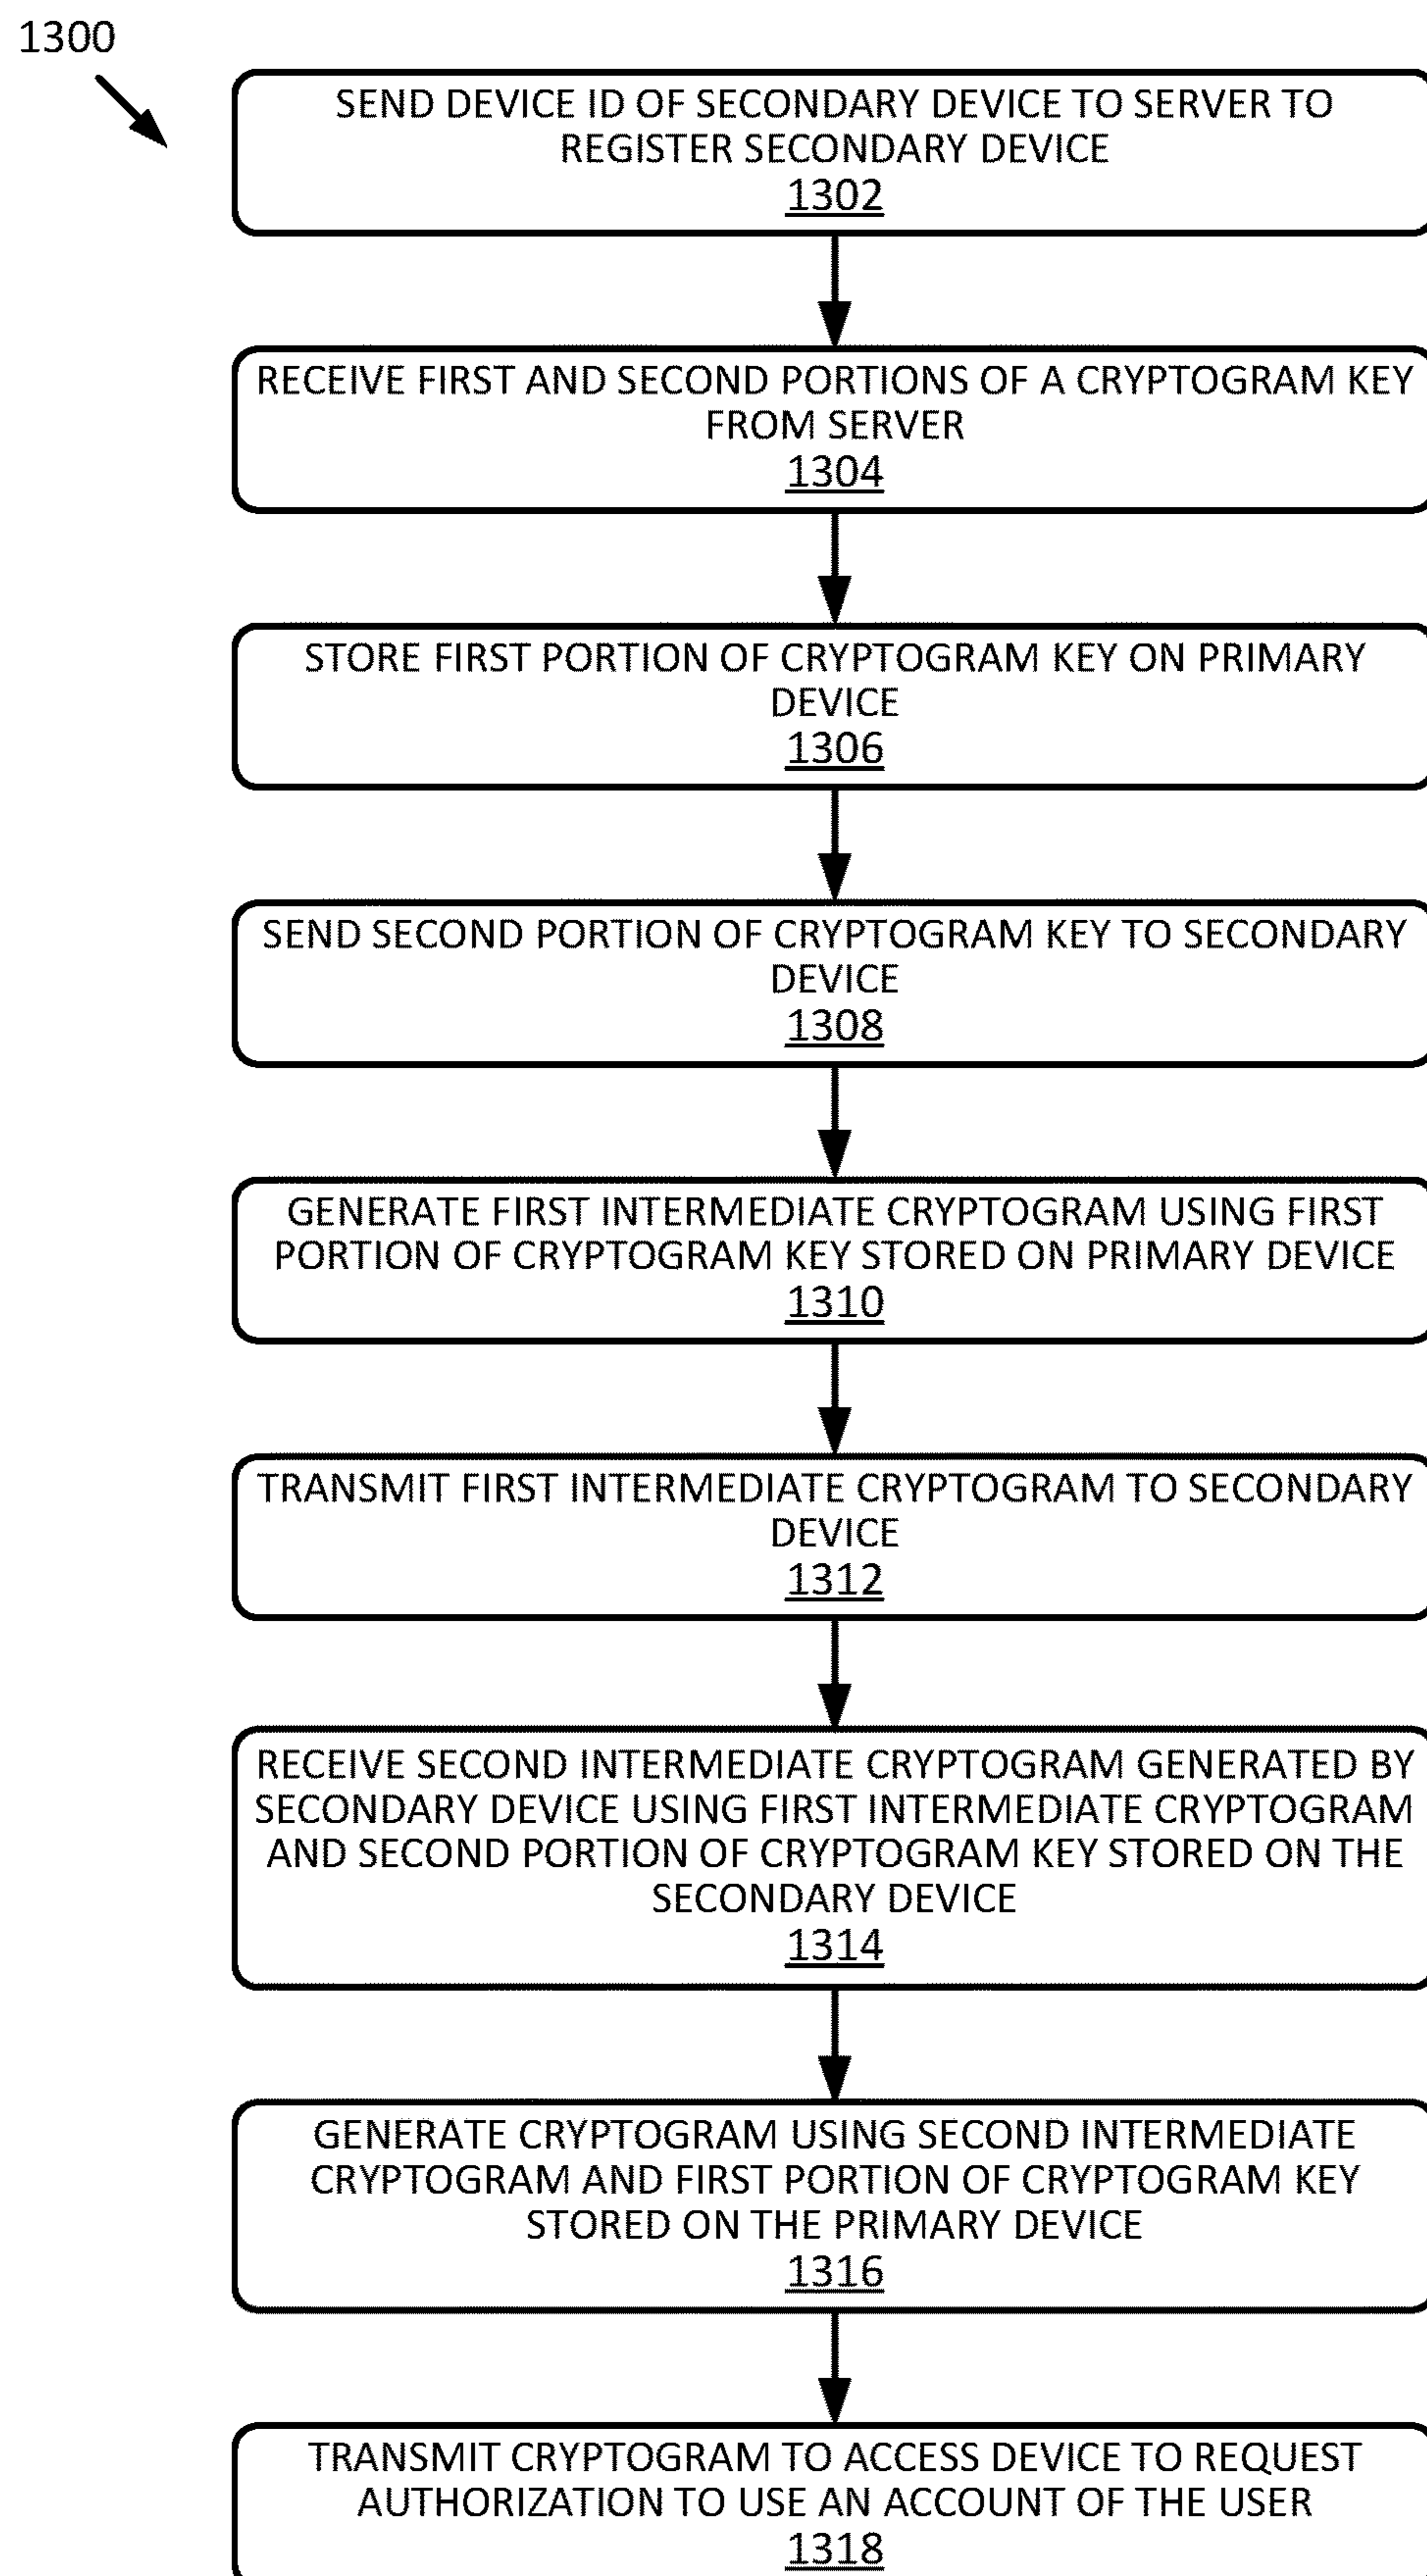 1300
SEND DEVICE ID OF SECONDARY DEVICE TO SERVER TO
REGISTER SECONDARY DEVICE
1302
RECEIVE FIRST AND SECOND PORTIONS OF A CRYPTOGRAM KEY
FROM SERVER
1304
STORE FIRST PORTION OF CRYPTOGRAM KEY ON PRIMARY
DEVICE
1306
SEND SECOND PORTION OF CRYPTOGRAM KEY TO SECONDARY
DEVICE
1308
GENERATE FIRST INTERMEDIATE CRYPTOGRAM USING FIRST
PORTION OF CRYPTOGRAM KEY STORED ON PRIMARY DEVICE
1310
TRANSMIT FIRST INTERMEDIATE CRYPTOGRAM TO SECONDARY
DEVICE
1312
RECEIVE SECOND INTERMEDIATE CRYPTOGRAM GENERATED BY
SECONDARY DEVICE USING FIRST INTERMEDIATE CRYPTOGRAM
AND SECOND PORTION OF CRYPTOGRAM KEY STORED ON THE
SECONDARY DEVICE
1314
GENERATE CRYPTOGRAM USING SECOND INTERMEDIATE
CRYPTOGRAM AND FIRST PORTION OF CRYPTOGRAM KEY
STORED ON THE PRIMARY DEVICE
1316
TRANSMIT CRYPTOGRAM TO ACCESS DEVICE TO REQUEST
AUTHORIZATION TO USE AN ACCOUNT OF THE USER
1318